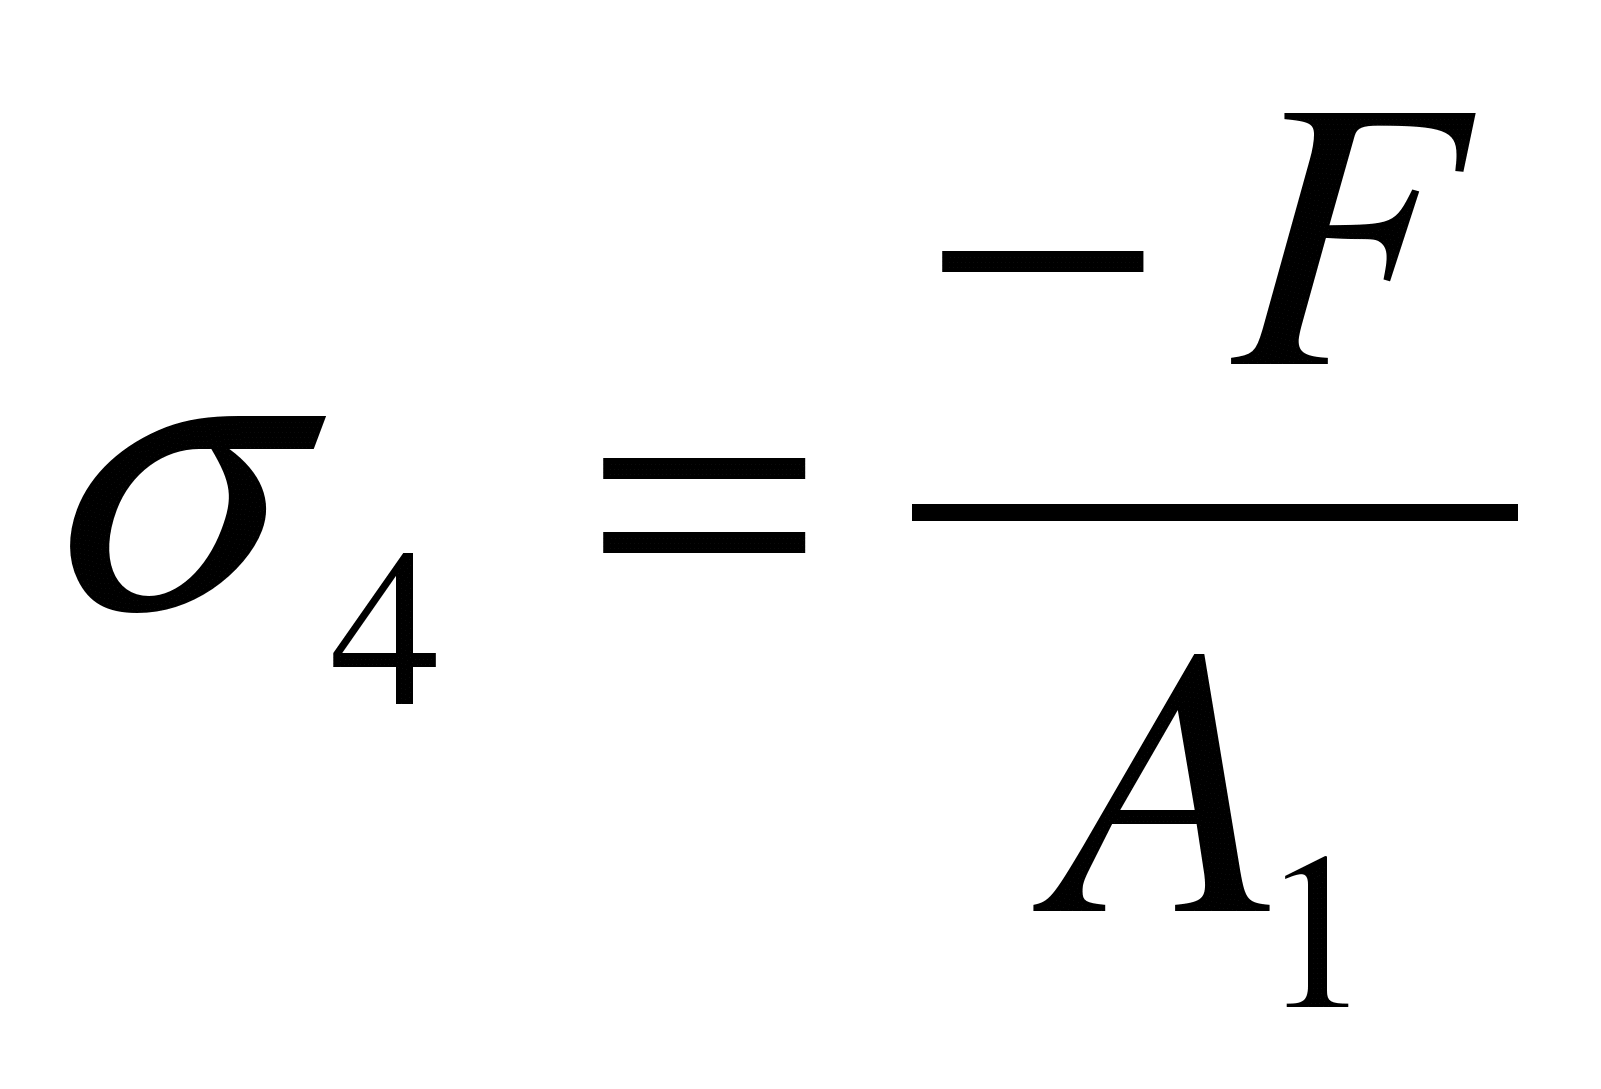 σ₄ = −F / A₁